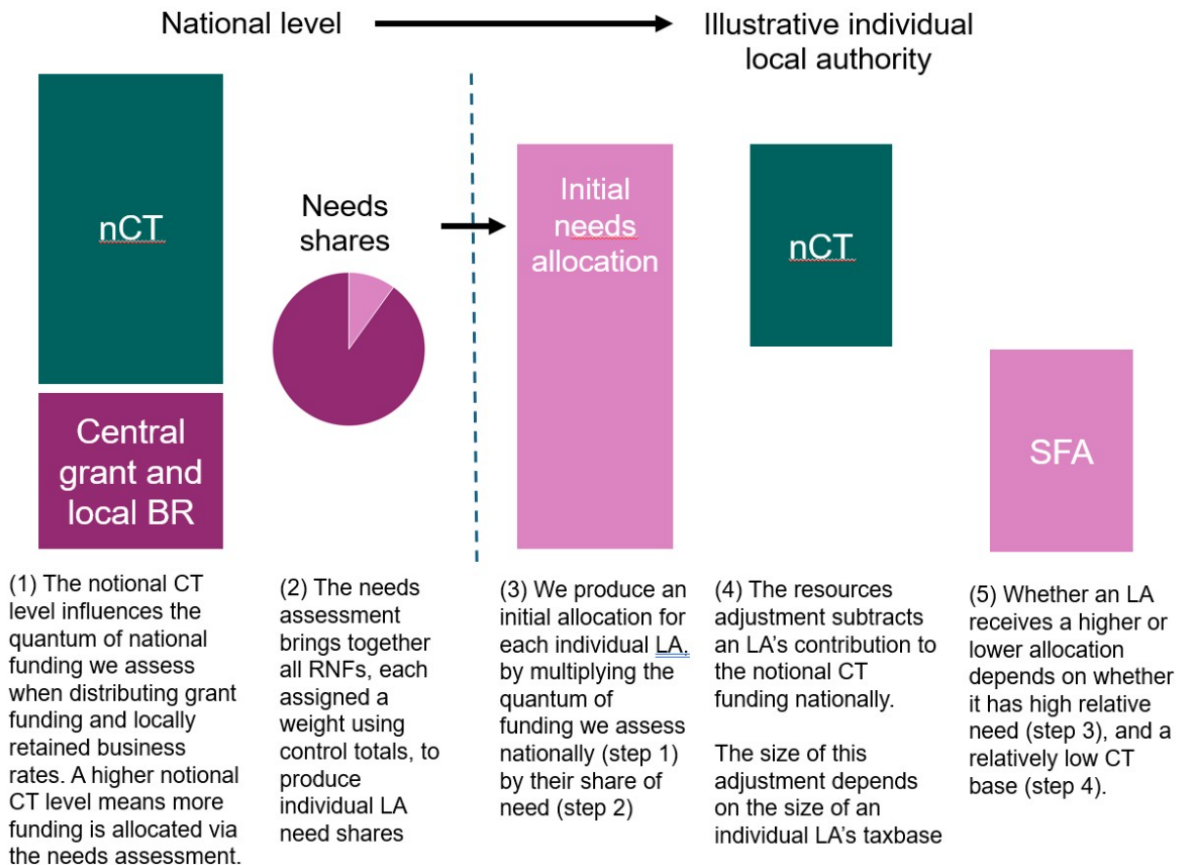 National level
Illustrative individual
local authority
nCT
Central
grant and
local BR
Needs
shares
Initial
needs
allocation
nCT
SFA
(1) The notional CT
level influences the
quantum of national
funding we assess
when distributing grant
funding and locally
retained business
rates. A higher notional
CT level means more
funding is allocated via
the needs assessment.
(2) The needs
assessment
brings together
all RNFs, each
assigned a
weight using
control totals, to
produce
individual LA
need shares
(3) We produce an
initial allocation for
each individual LA,
by multiplying the
quantum of
funding we assess
nationally (step 1)
by their share of
need (step 2)
(4) The resources
adjustment subtracts
an LA’s contribution to
the notional CT
funding nationally.
The size of this
adjustment depends
on the size of an
individual LA’s taxbase
(5) Whether an LA
receives a higher or
lower allocation
depends on whether
it has high relative
need (step 3), and a
relatively low CT
base (step 4).